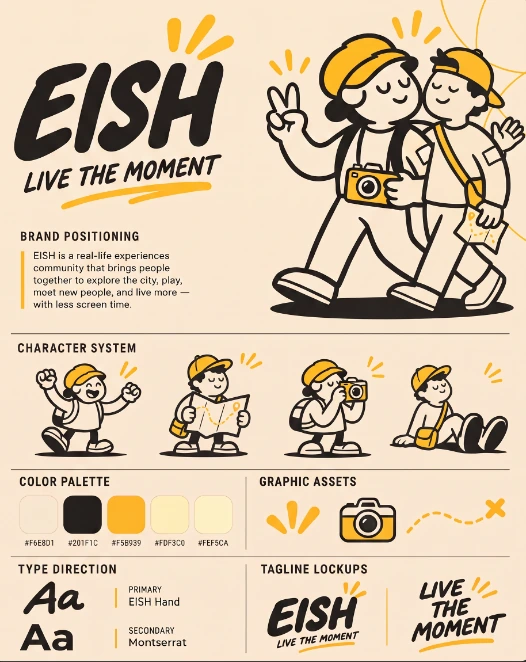 EISH
LIVE THE MOMENT
BRAND POSITIONING
EISH is a real-life experiences
community that brings people
together to explore the city, play,
meet new people, and live more —
with less screen time.
CHARACTER SYSTEM
COLOR PALETTE
#F6E8D1 #201F1C #F5B939 #FDF3C0 #FEF5CA
GRAPHIC ASSETS
TYPE DIRECTION
Aa
PRIMARY
EISH Hand
Aa
SECONDARY
Montserrat
TAGLINE LOCKUPS
EISH
LIVE THE MOMENT
LIVE
THE
MOMENT